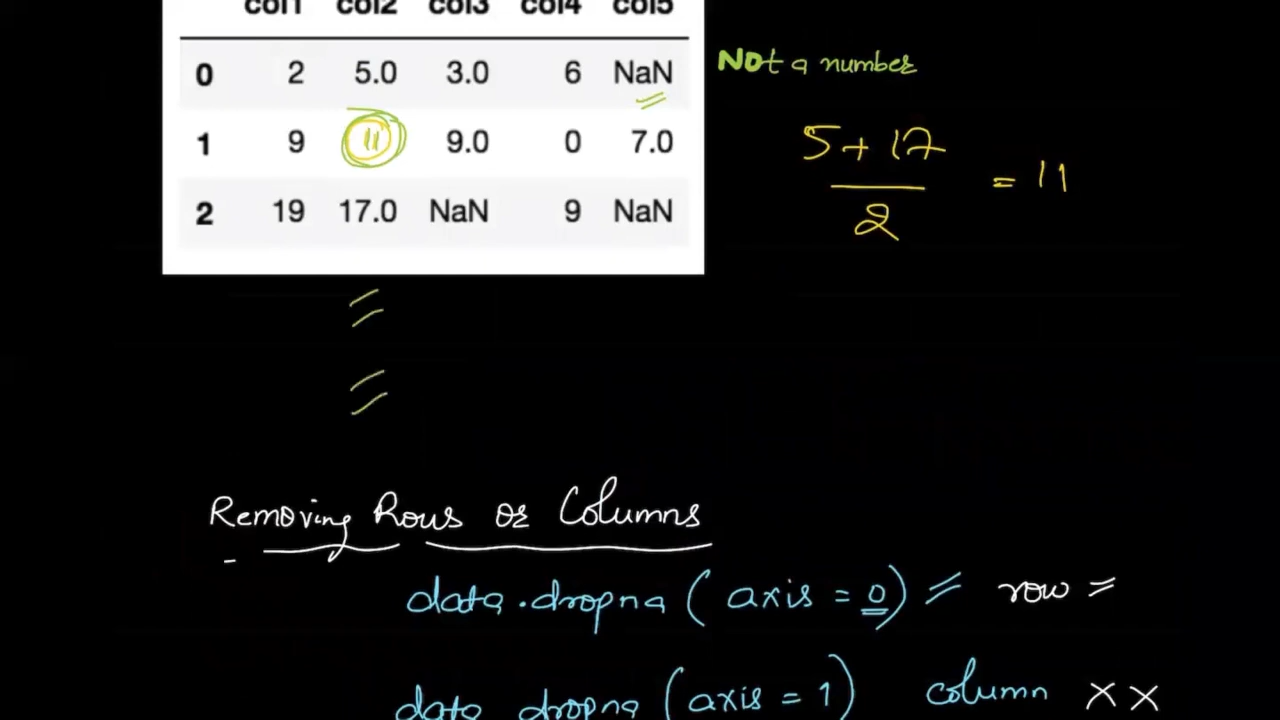 col1 col2 col3 col4 col5
0 2 5.0 3.0 6 NaN
Not a number
1 9 11 9.0 0 7.0
5+17
2
= 11
2 19 17.0 NaN 9 NaN
Removing Rows or Columns
data.dropna (axis = 0) row =
data dropna (axis = 1) column x x